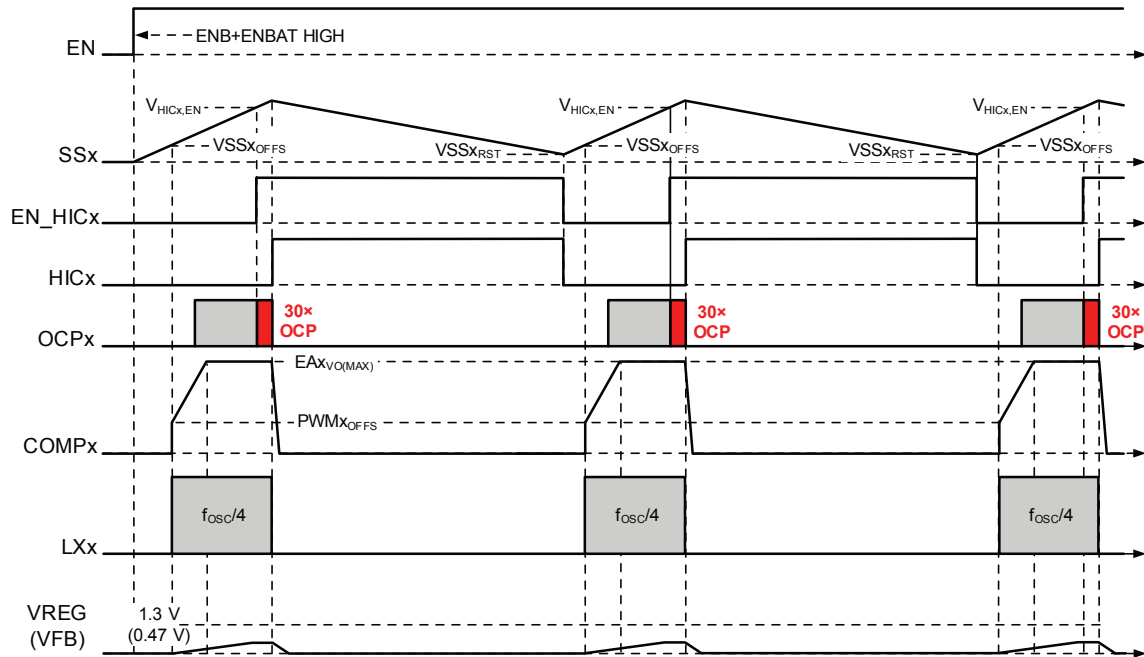 EN
ENB+ENBAT HIGH
VHICx,EN VHICx,EN VHICx,EN
VSSxOFFS VSSxOFFS VSSxOFFS
SSx
VSSxRST VSSxRST
EN_HICx
HICx
30× 30× 30×
OCPx
OCP OCP OCP
EAxVO(MAX)
PWMxOFFS
COMPx
fOSC/4 fOSC/4 fOSC/4
LXx
VREG 1.3 V
(VFB) (0.47 V)